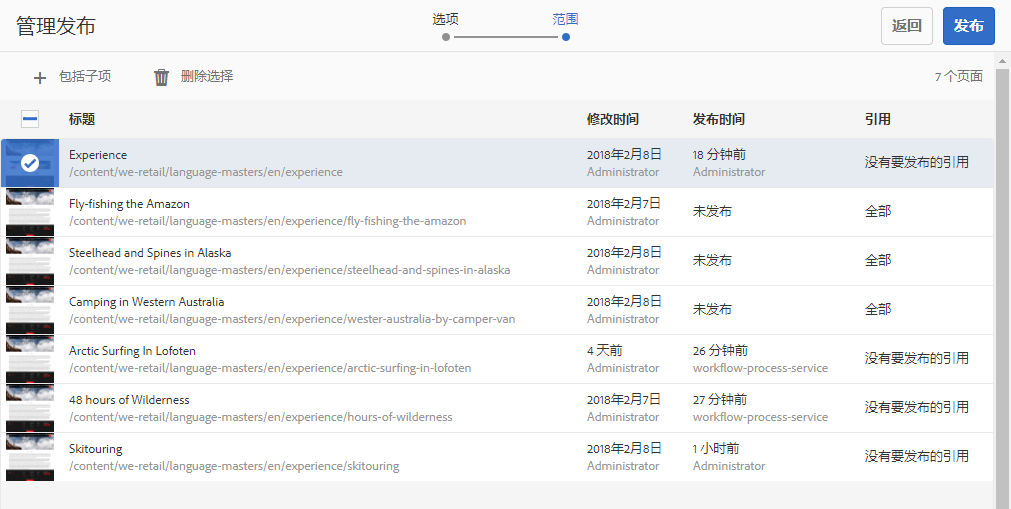 管理发布
选项
范围
返回
发布
包括子项
删除选择
7 个页面
标题
修改时间
发布时间
引用
Experience
/content/we-retail/language-masters/en/experience
2018年2月8日
Administrator
18 分钟前
Administrator
没有要发布的引用
Fly-fishing the Amazon
/content/we-retail/language-masters/en/experience/fly-fishing-the-amazon
2018年2月7日
Administrator
未发布
全部
Steelhead and Spines in Alaska
/content/we-retail/language-masters/en/experience/steelhead-and-spines-in-alaska
2018年2月8日
Administrator
未发布
全部
Camping in Western Australia
/content/we-retail/language-masters/en/experience/wester-australia-by-camper-van
2018年2月8日
Administrator
未发布
全部
Arctic Surfing In Lofoten
/content/we-retail/language-masters/en/experience/arctic-surfing-in-lofoten
4 天前
Administrator
26 分钟前
workflow-process-service
没有要发布的引用
48 hours of Wilderness
/content/we-retail/language-masters/en/experience/hours-of-wilderness
2018年2月7日
Administrator
27 分钟前
workflow-process-service
没有要发布的引用
Skitouring
/content/we-retail/language-masters/en/experience/skitouring
2018年2月8日
Administrator
1 小时前
Administrator
没有要发布的引用